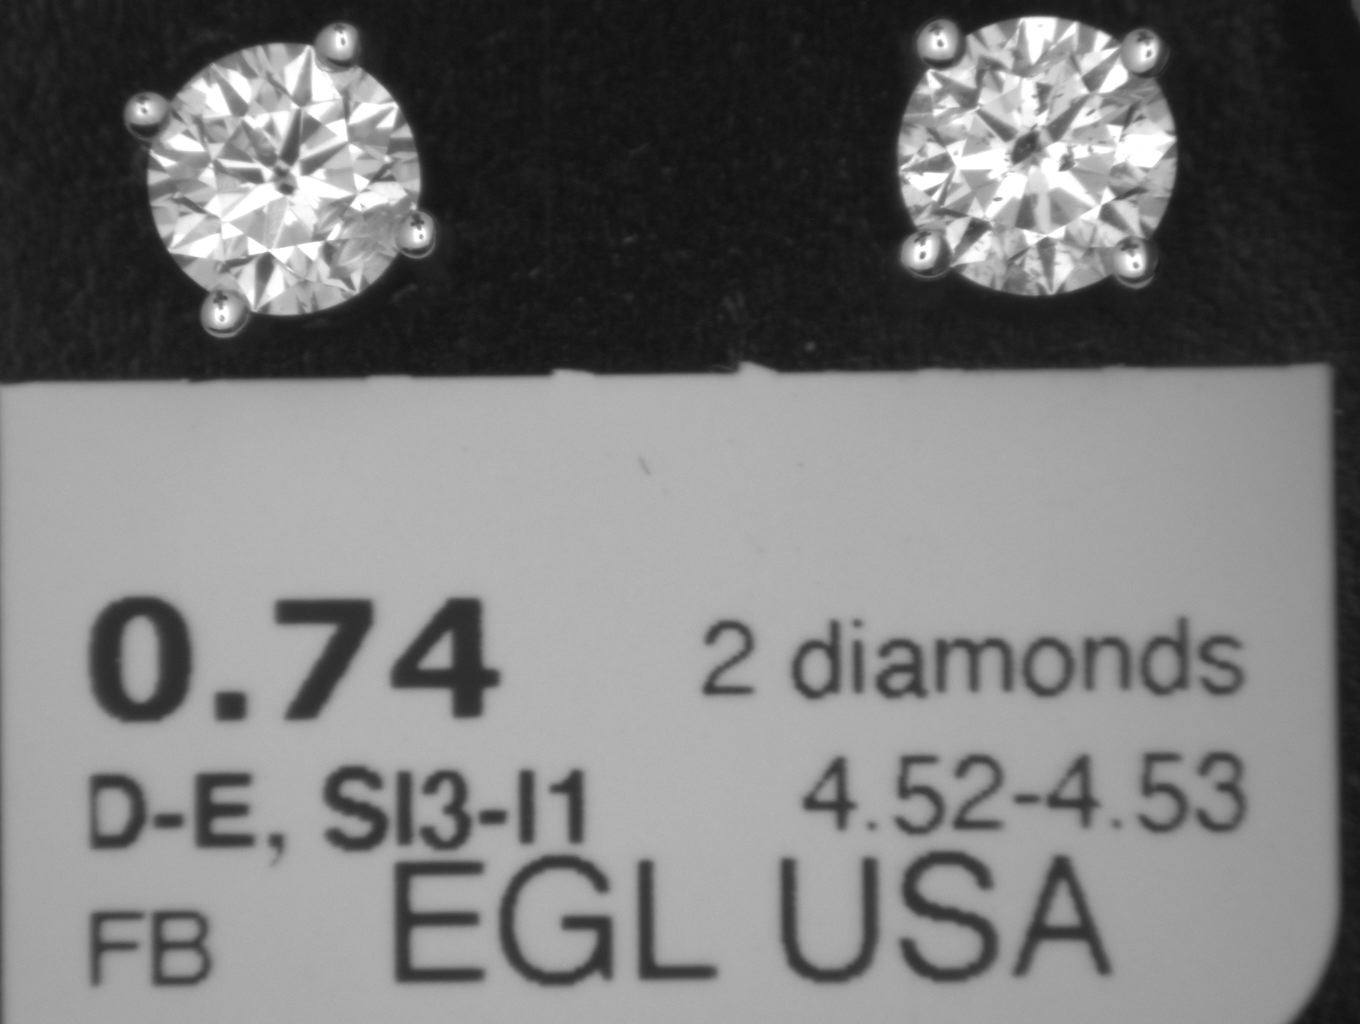 0.74 2 diamonds
D-E, SI3-I1 4.52-4.53
FB EGL USA